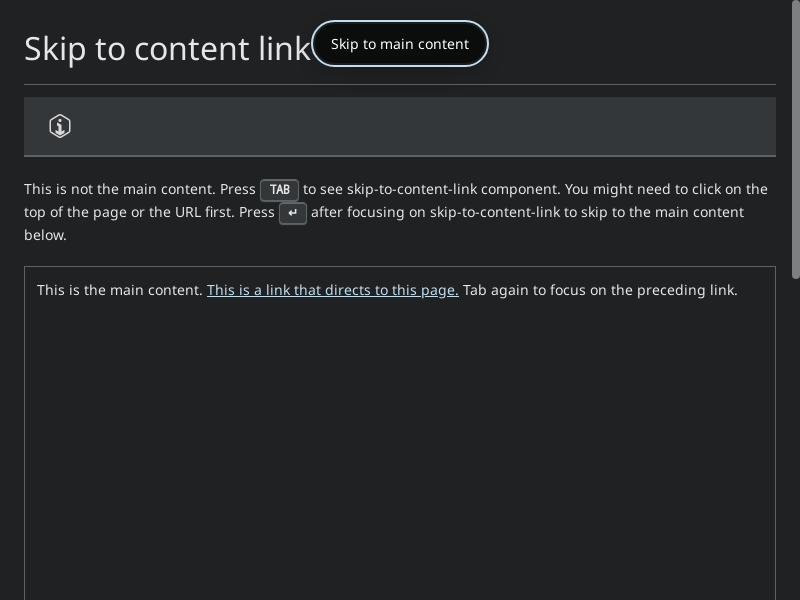 Skip to content link
Skip to main content
This is not the main content. Press TAB to see skip-to-content-link component. You might need to click on the
top of the page or the URL first. Press ↵ after focusing on skip-to-content-link to skip to the main content
below.
This is the main content. This is a link that directs to this page. Tab again to focus on the preceding link.